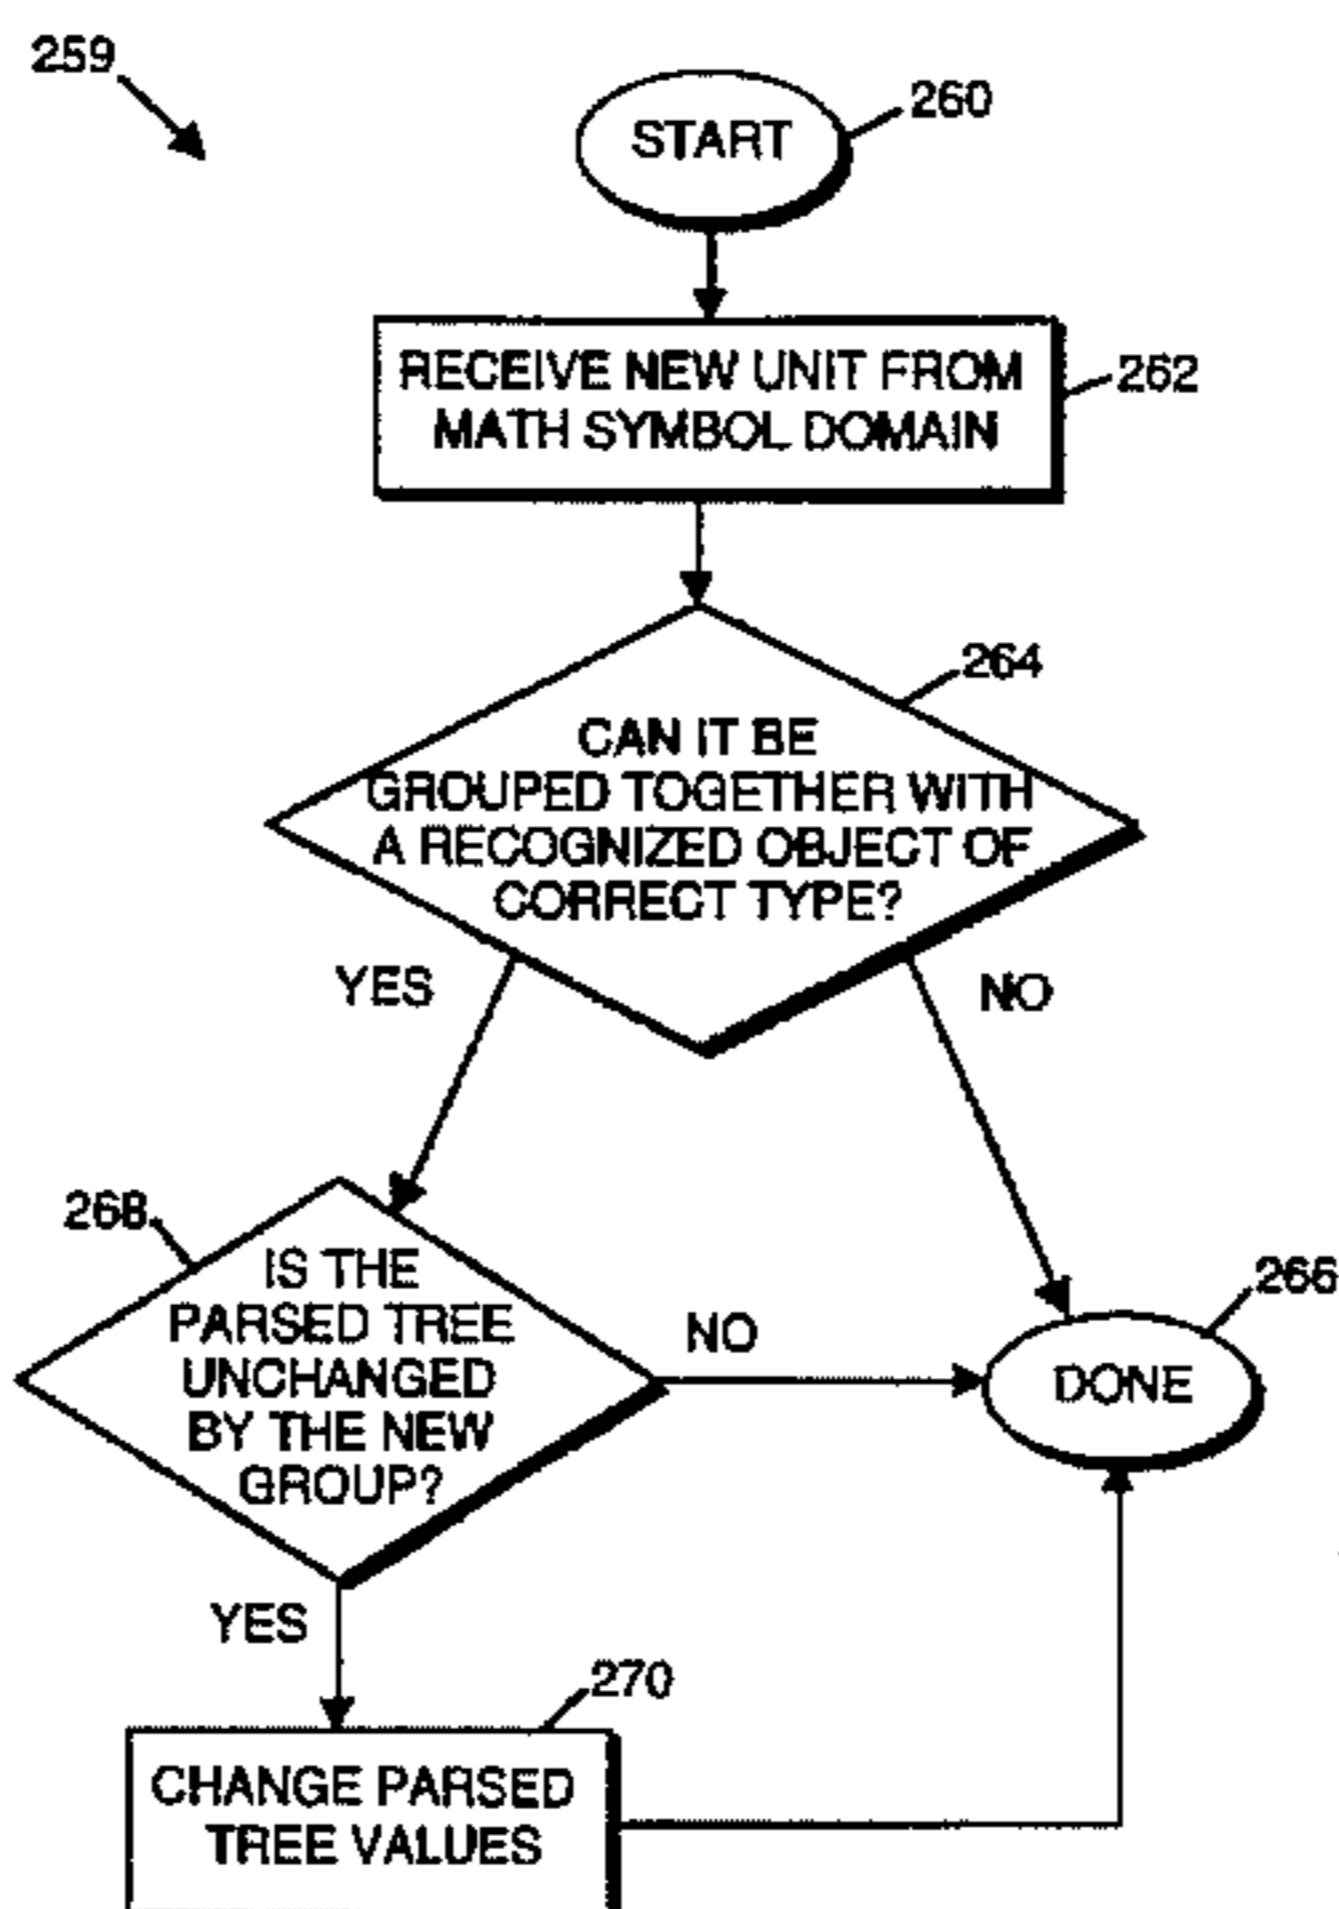 259
START
260
RECEIVE NEW UNIT FROM
MATH SYMBOL DOMAIN
262
264
CAN IT BE
GROUPED TOGETHER WITH
A RECOGNIZED OBJECT OF
CORRECT TYPE?
YES
NO
268
IS THE
PARSED TREE
UNCHANGED
BY THE NEW
GROUP?
NO
266
DONE
YES
270
CHANGE PARSED
TREE VALUES